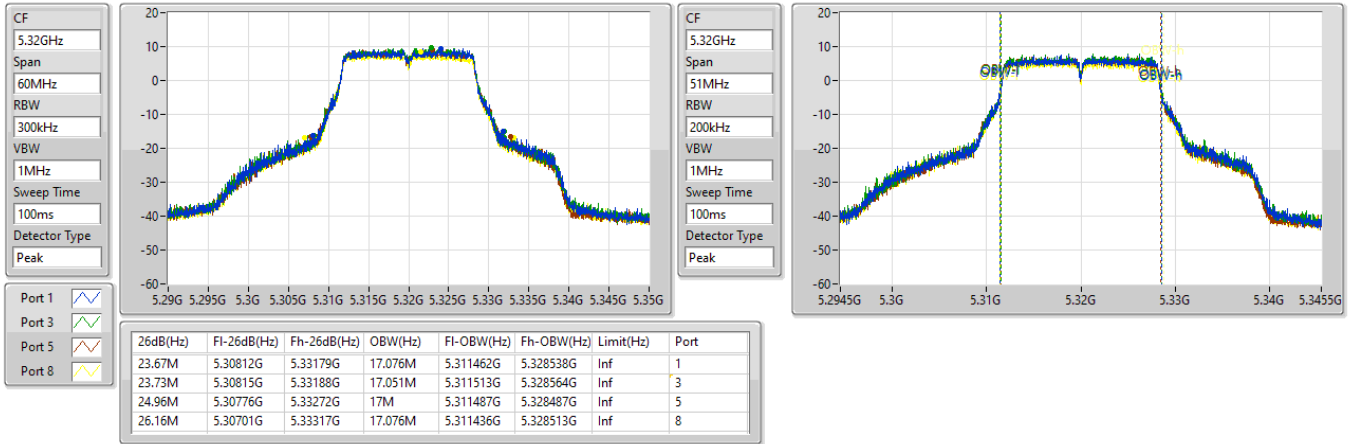 CF
5.32GHz
Span
60MHz
RBW
300kHz
VBW
1MHz
Sweep Time
100ms
Detector Type
Peak
20-
10-
0-
-10-
-20-
-30-
-40-
-50-
-60-
5.29G 5.295G 5.3G 5.305G 5.31G 5.315G 5.32G 5.325G 5.33G 5.335G 5.34G 5.345G 5.35G
CF
5.32GHz
Span
51MHz
RBW
200kHz
VBW
1MHz
Sweep Time
100ms
Detector Type
Peak
20-
10-
0-
-10-
-20-
-30-
-40-
-50-
-60-
OBW-l OBW-h
5.2945G 5.3G 5.31G 5.32G 5.33G 5.34G 5.3455G
Port 1
Port 3
Port 5
Port 8
26dB(Hz) Fl-26dB(Hz) Fh-26dB(Hz) OBW(Hz) Fl-OBW(Hz) Fh-OBW(Hz) Limit(Hz) Port
23.67M 5.30812G 5.33179G 17.076M 5.311462G 5.328538G Inf 1
23.73M 5.30815G 5.33188G 17.051M 5.311513G 5.328564G Inf 3
24.96M 5.30776G 5.33272G 17M 5.311487G 5.328487G Inf 5
26.16M 5.30701G 5.33317G 17.076M 5.311436G 5.328513G Inf 8